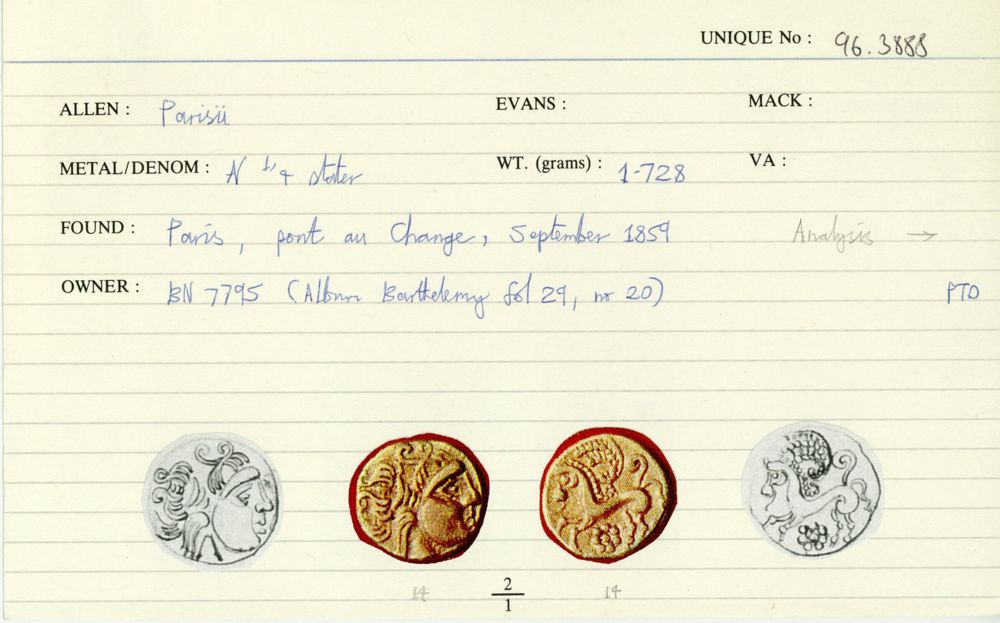 UNIQUE No : 96.3888
ALLEN : Parisii EVANS : MACK :
METAL/DENOM : N 1/4 stater WT. (grams) : 1-728 VA :
FOUND : Paris, pont au Change, September 1859 Analysis →
OWNER : BN 7795 (Album Barthelemy fol 29, no 20) PTO
14 2/1 14